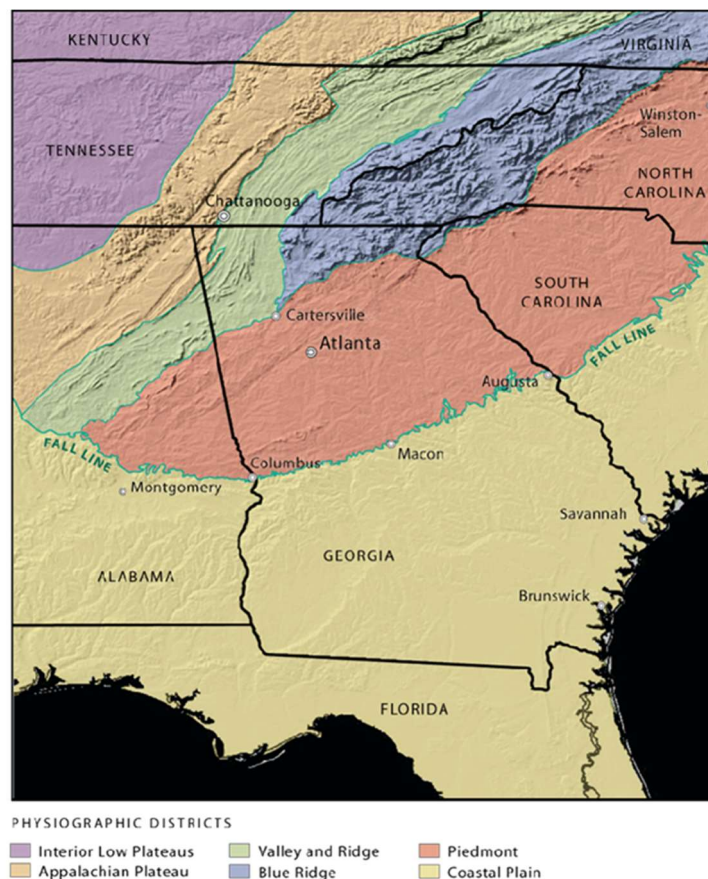 KENTUCKY
VIRGINIA
Winston-
Salem
TENNESSEE
NORTH
CAROLINA
Chattanooga
SOUTH
CAROLINA
Cartersville
Atlanta
FALL LINE
Augusta
FALL LINE
Macon
Columbus
Montgomery
Savannah
GEORGIA
ALABAMA
Brunswick
FLORIDA
PHYSIOGRAPHIC DISTRICTS
Interior Low Plateaus
Valley and Ridge
Piedmont
Appalachian Plateau
Blue Ridge
Coastal Plain